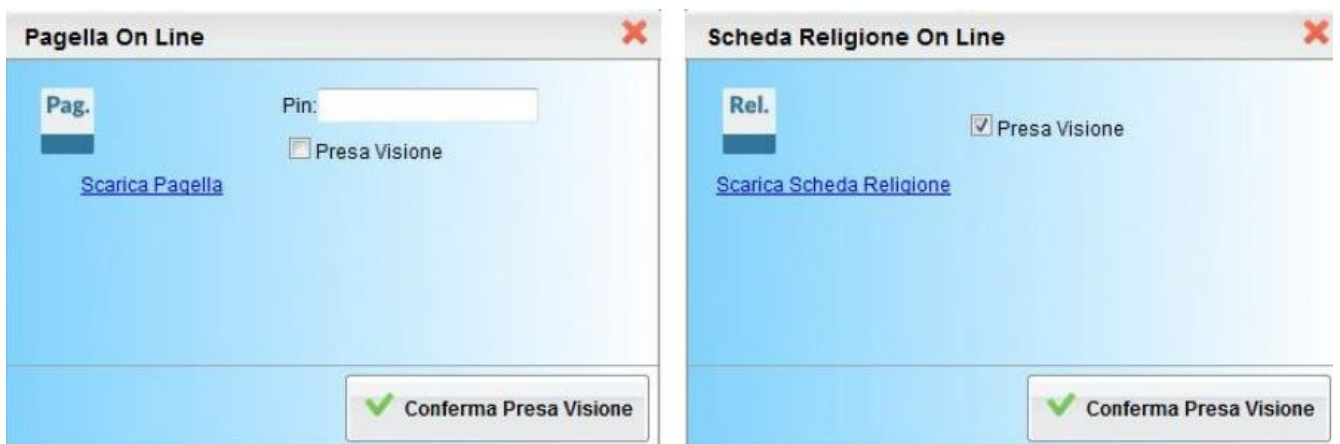 Pagella On Line
Pag.
Pin:
Presa Visione
Scarica Pagella
Conferma Presa Visione
Scheda Religione On Line
Rel.
Presa Visione
Scarica Scheda Religione
Conferma Presa Visione